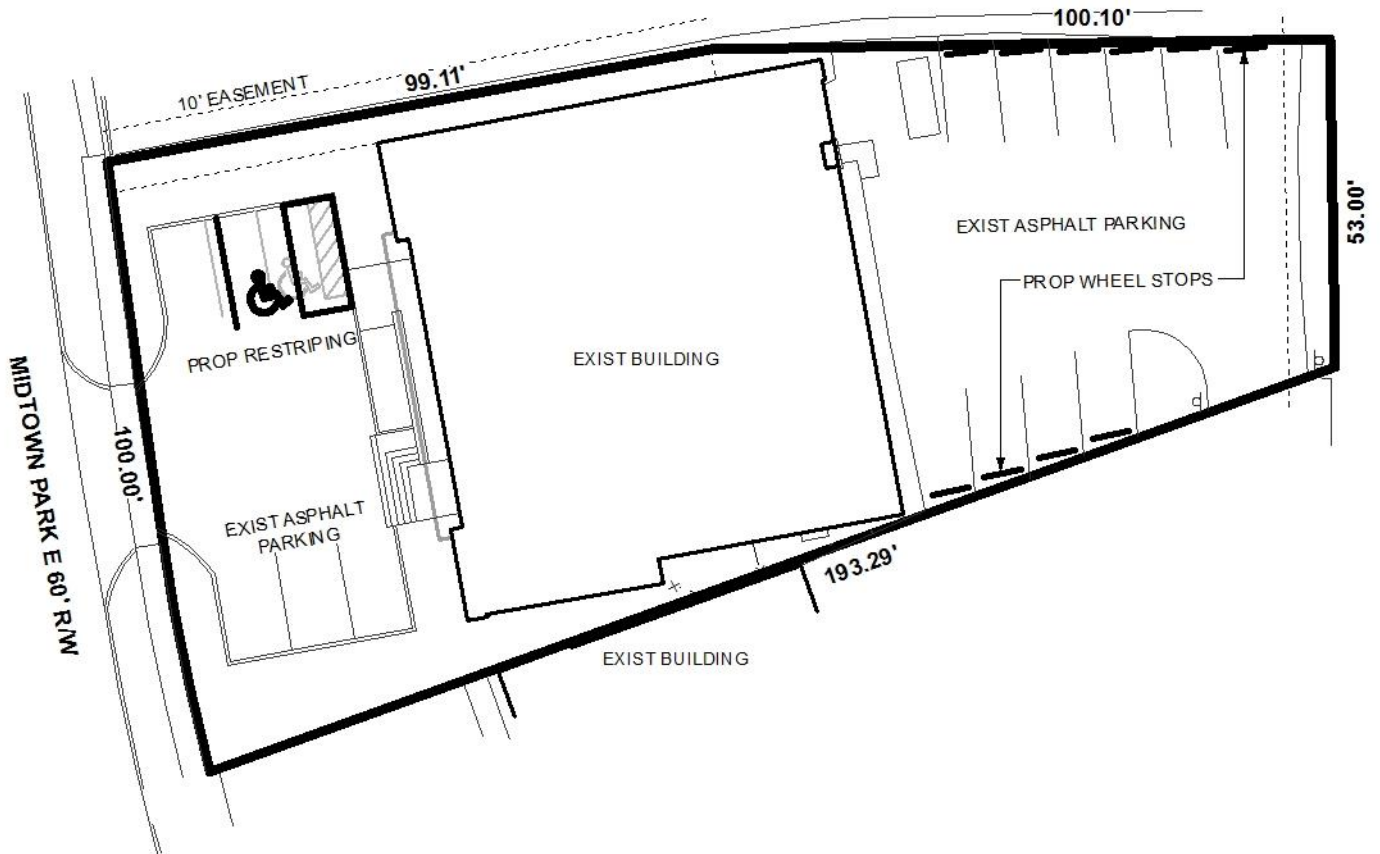 100.10'
99.11'
10' EASEMENT
53.00'
EXIST ASPHALT PARKING
PROP WHEEL STOPS
PROP RESTRIPING
EXIST BUILDING
MIDTOWN PARK E 60' R/W
100.00'
EXIST ASPHALT
PARKING
193.29'
EXIST BUILDING